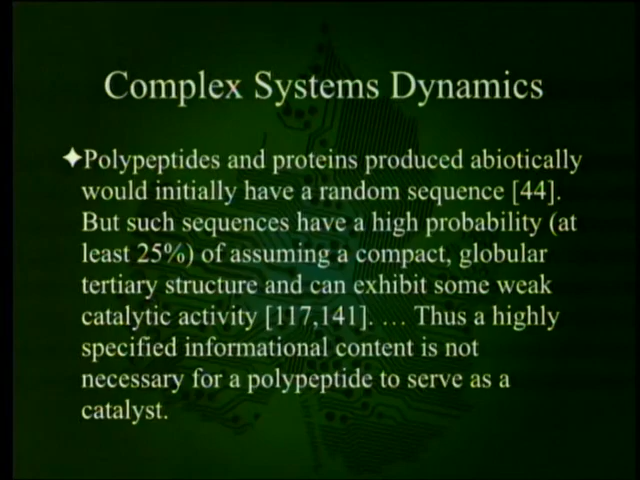 Complex Systems Dynamics
✦Polypeptides and proteins produced abiotically
would initially have a random sequence [44].
But such sequences have a high probability (at
least 25%) of assuming a compact, globular
tertiary structure and can exhibit some weak
catalytic activity [117,141]. … Thus a highly
specified informational content is not
necessary for a polypeptide to serve as a
catalyst.